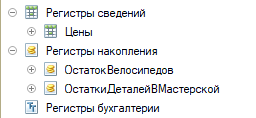 Регистры сведений
Цены
Регистры накопления
ОстатокВелосипедов
ОстаткиДеталейВМастерской
Регистры бухгалтерии